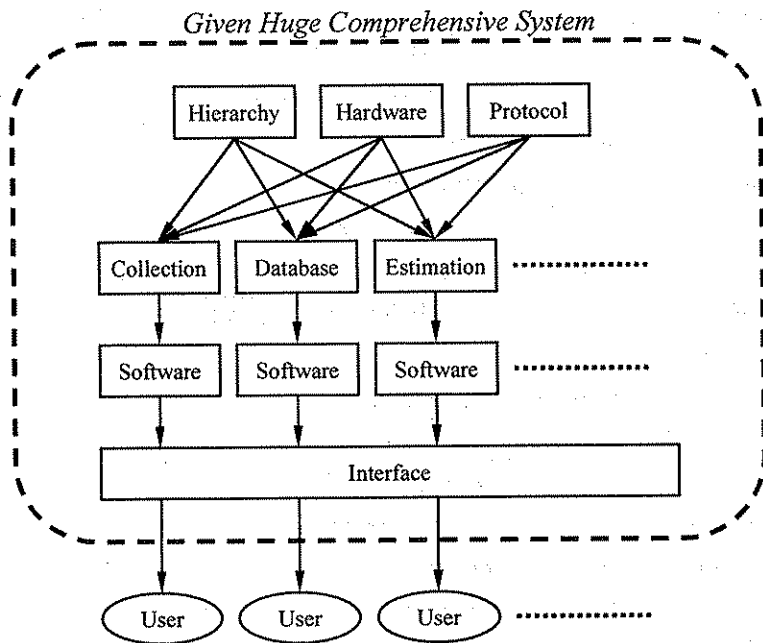 Given Huge Comprehensive System
Hierarchy Hardware Protocol
Collection Database Estimation
Software Software Software
Interface
User User User